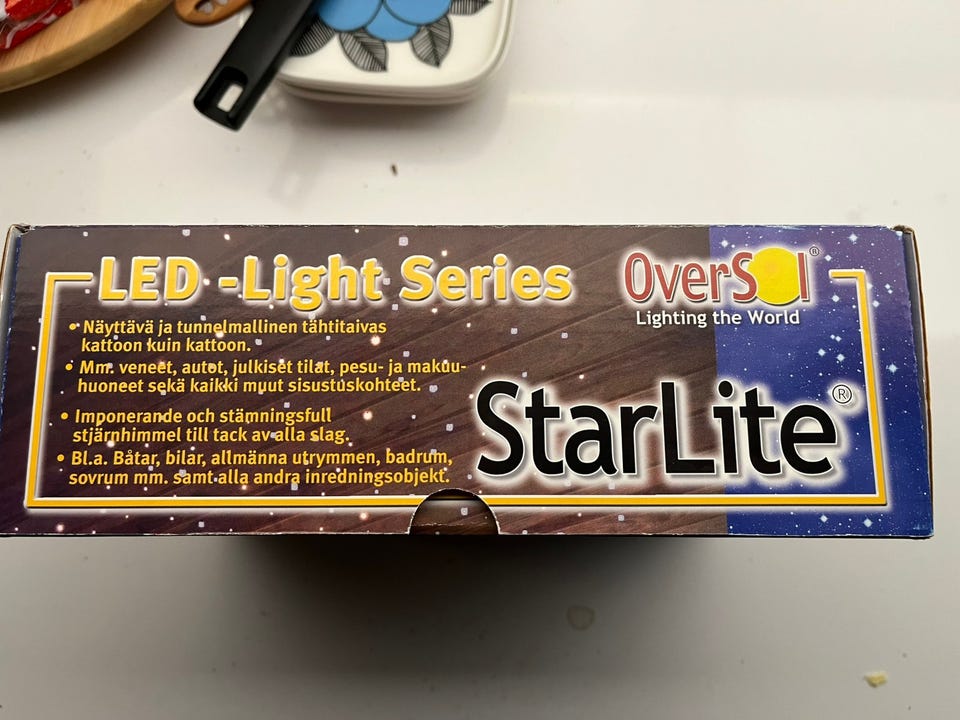 LED -Light Series
OverSol®
Lighting the World
• Näyttävä ja tunnelmallinen tähtitaivas
kattoon kuin kattoon.
• Mm. veneet, autot, julkiset tilat, pesu- ja makuu-
huoneet sekä kaikki muut sisustuskohteet.
StarLite®
• Imponerande och stämningsfull
stjärnhimmel till tack av alla slag.
• Bl.a. Båtar, bilar, allmänna utrymmen, badrum,
sovrum mm. samt alla andra inredningsobjekt.